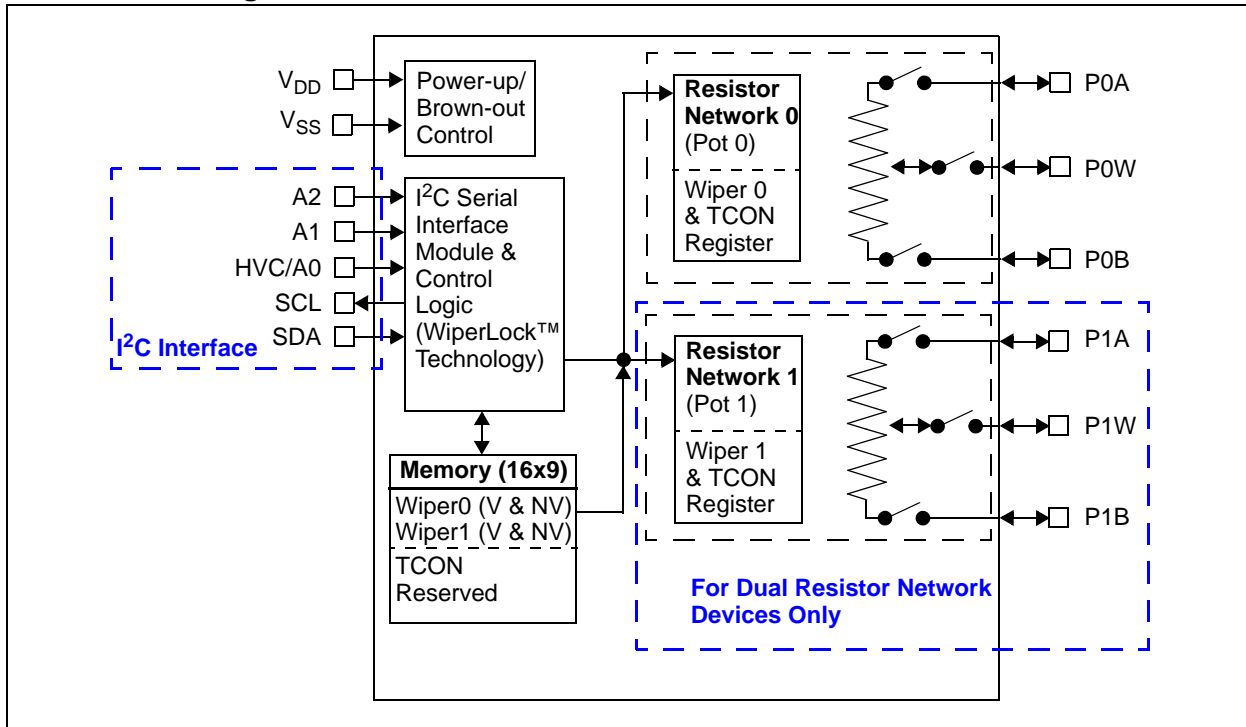 V_DD
V_SS
Power-up/
Brown-out
Control
A2
A1
HVC/A0
SCL
SDA
I²C Interface
I²C Serial
Interface
Module &
Control
Logic
(WiperLock™
Technology)
Memory (16x9)
Wiper0 (V & NV)
Wiper1 (V & NV)
TCON
Reserved
Resistor
Network 0
(Pot 0)
Wiper 0
& TCON
Register
P0A
P0W
P0B
Resistor
Network 1
(Pot 1)
Wiper 1
& TCON
Register
P1A
P1W
P1B
For Dual Resistor Network
Devices Only